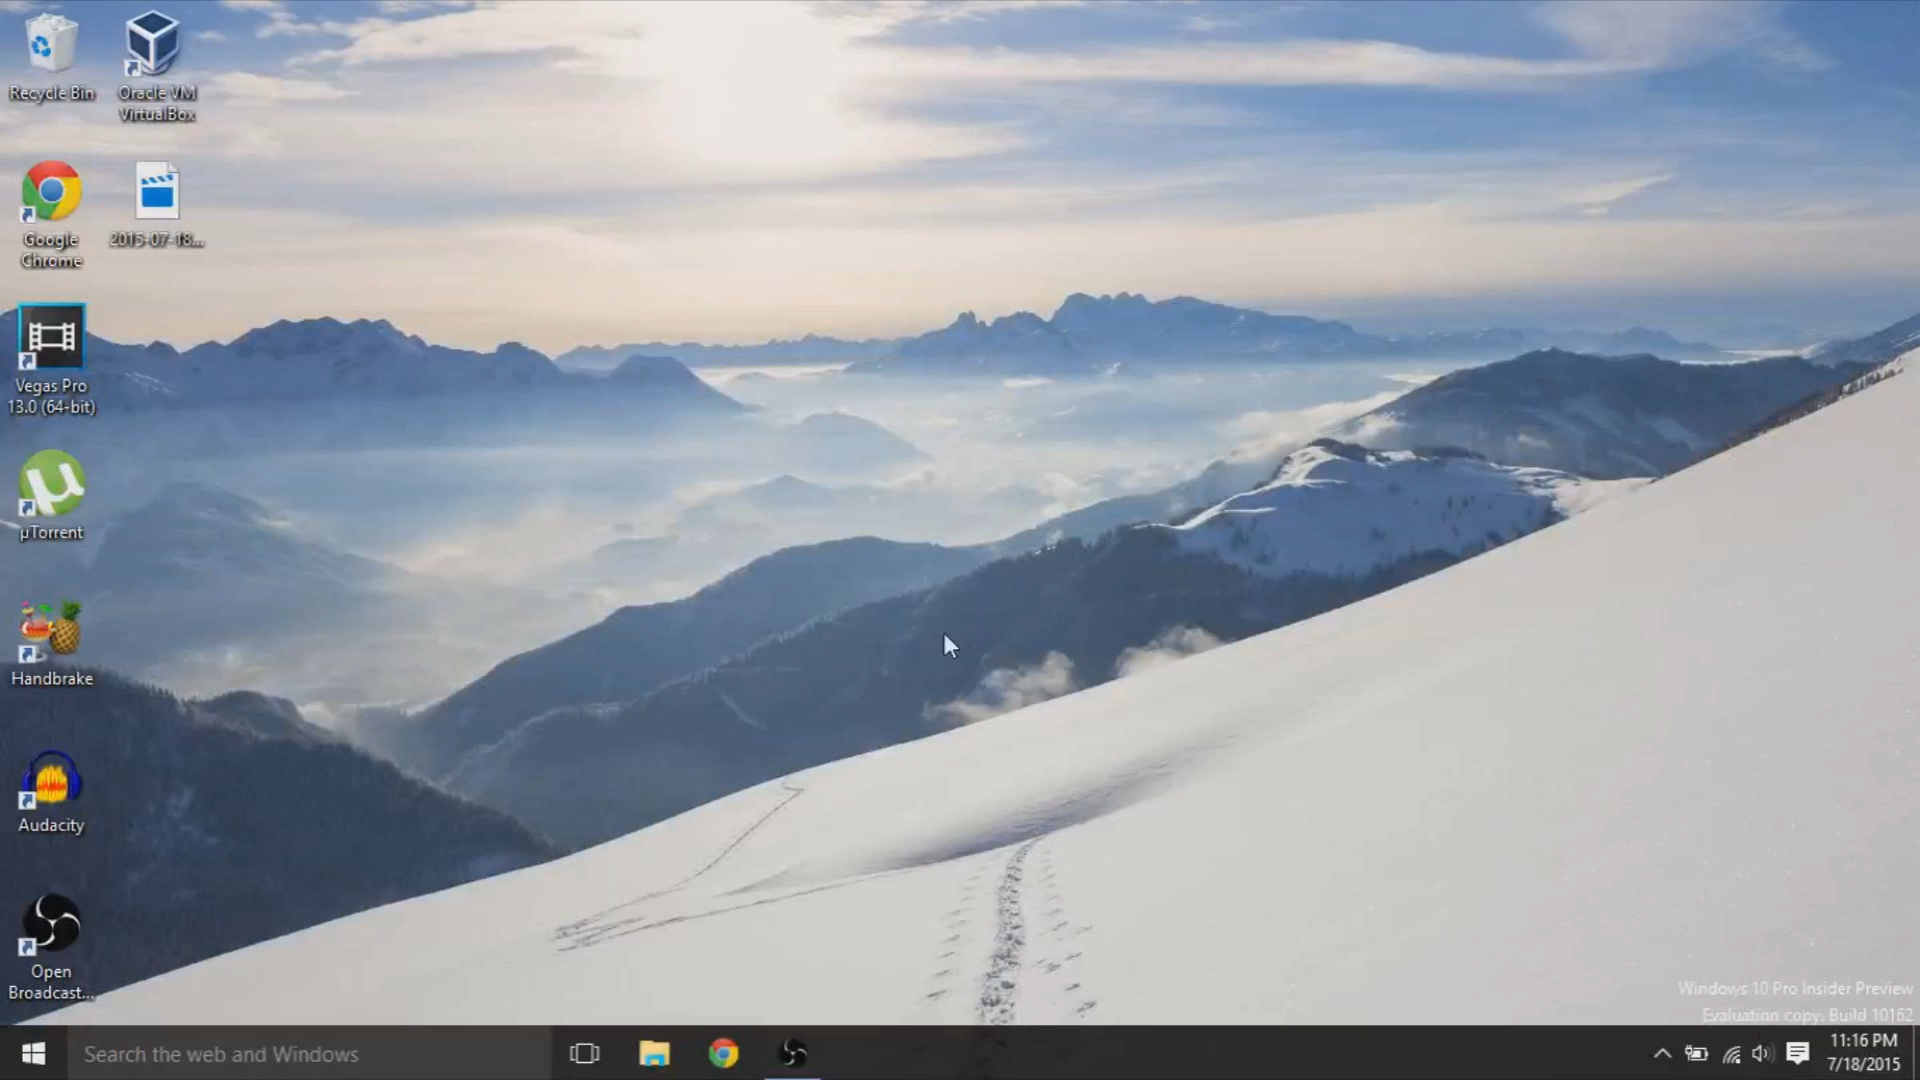 Recycle Bin
Oracle VM
VirtualBox
Google
Chrome
2015-07-18...
Vegas Pro
13.0 (64-bit)
µTorrent
Handbrake
Audacity
Open
Broadcast...
Windows 10 Pro Insider Preview
Evaluation copy. Build 10162
Search the web and Windows
11:16 PM
7/18/2015